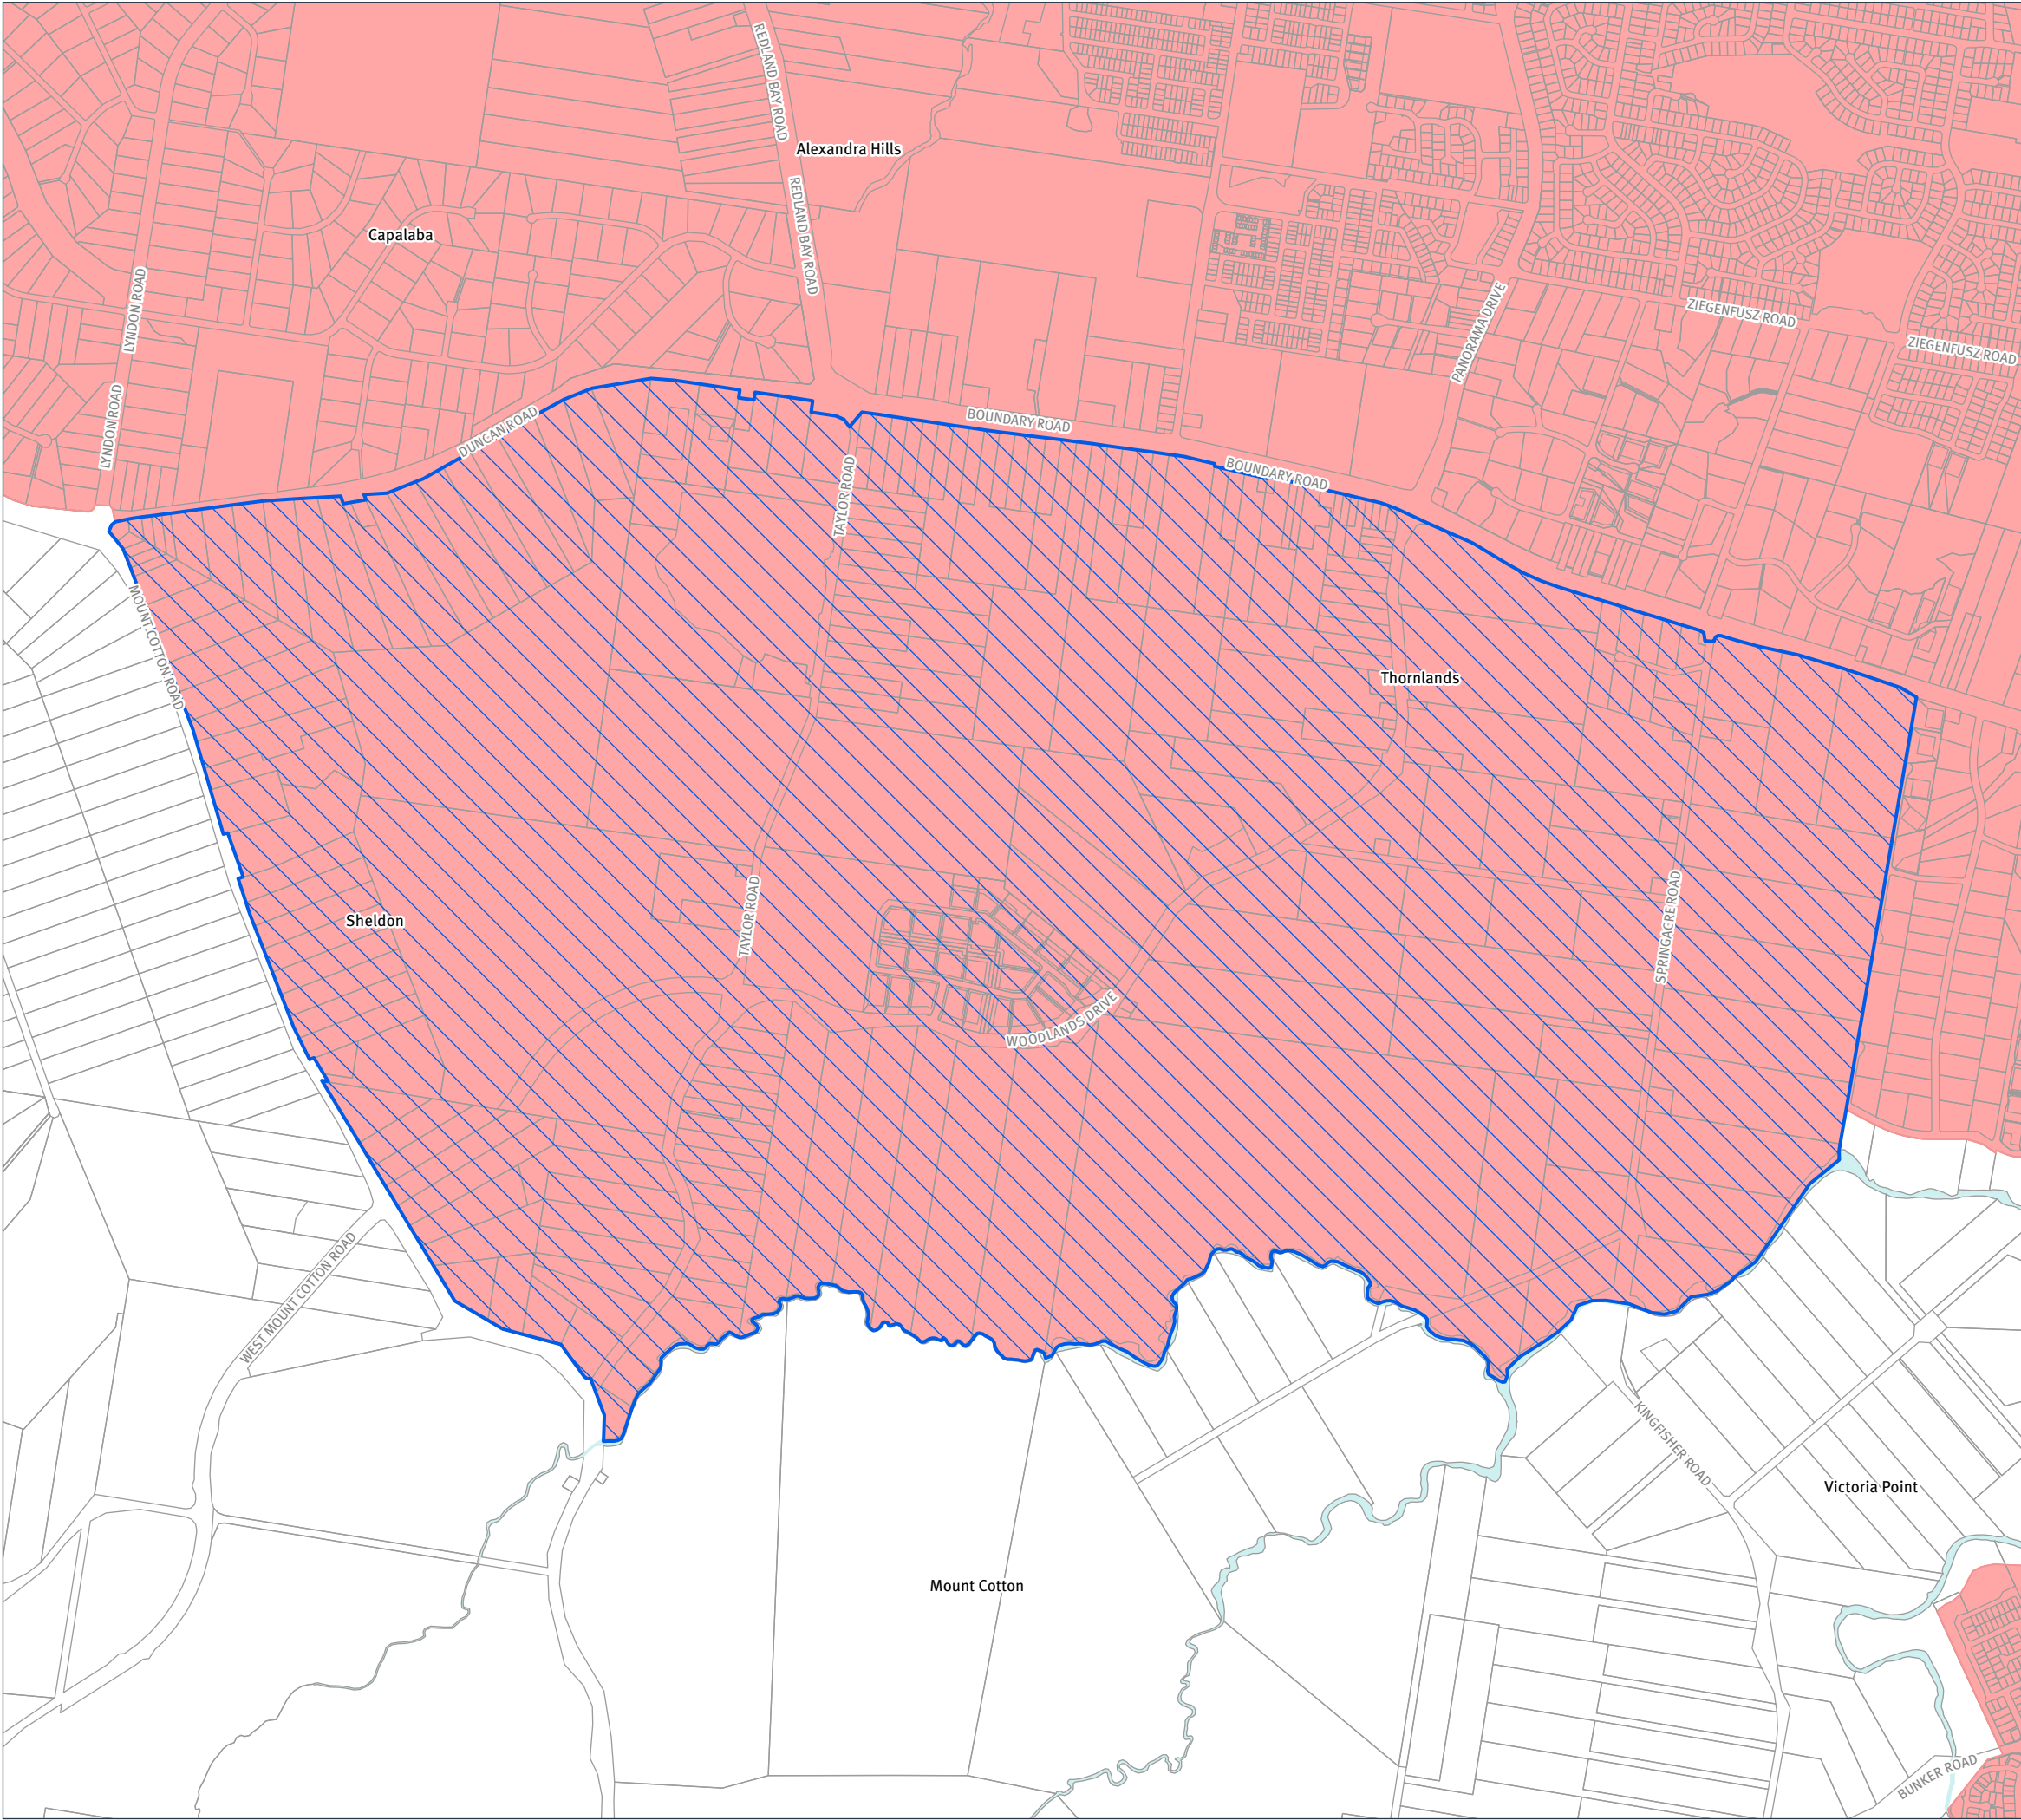 REDLAND BAY ROAD
Alexandra Hills
REDLAND BAY ROAD
Capalaba
LYNDON ROAD
PANORAMA DRIVE
ZIEGENFUSZ ROAD
ZIEGENFUSZ ROAD
LYNDON ROAD
DUNCAN ROAD
BOUNDARY ROAD
BOUNDARY ROAD
TAYLOR ROAD
MOUNT COTTON ROAD
Thornlands
Sheldon
TAYLOR ROAD
SPRINGACRE ROAD
WOODLANDS DRIVE
WEST MOUNT COTTON ROAD
KINGFISHER ROAD
Victoria Point
Mount Cotton
BUNKER ROAD